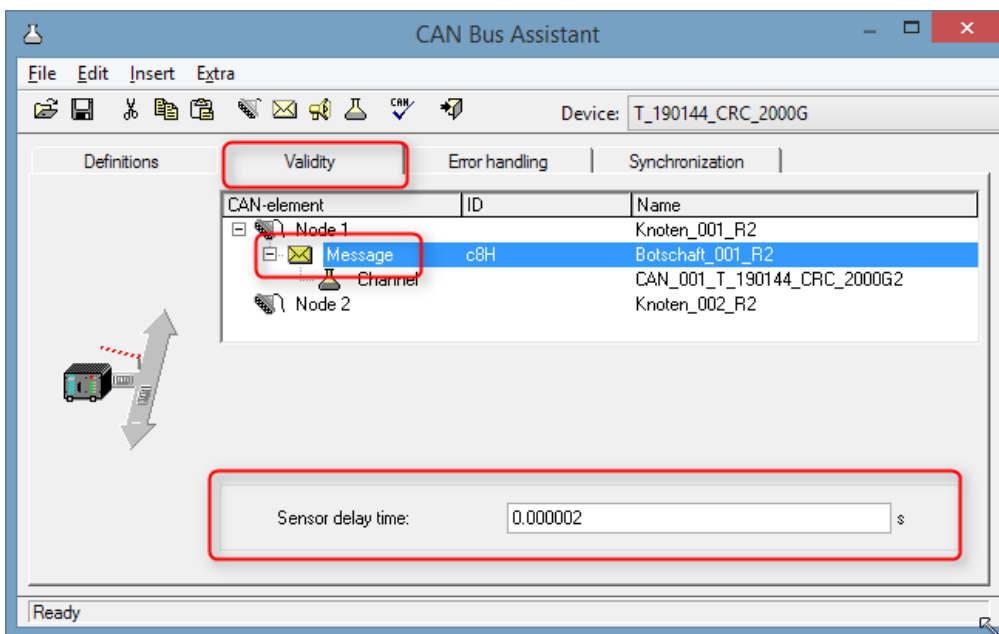 CAN Bus Assistant
File Edit Insert Extra
CAN
Device: T_190144_CRC_2000G
Definitions Validity Error handling Synchronization
CAN-element ID Name
Node 1 Knoten_001_R2
Message c8H Botschaft_001_R2
Channel CAN_001_T_190144_CRC_2000G2
Node 2 Knoten_002_R2
Sensor delay time: 0.000002 s
Ready